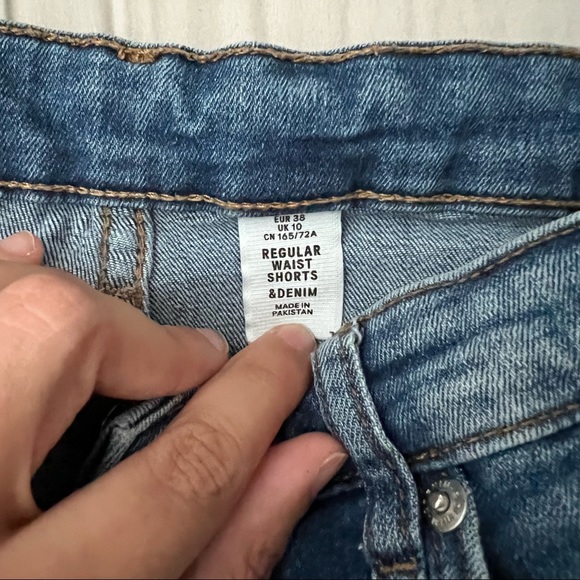 EUR 38
UK 10
CN 165/72A
REGULAR
WAIST
SHORTS
&DENIM
MADE IN
PAKISTAN